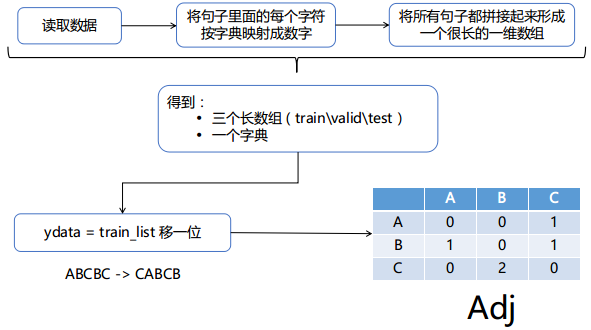 读取数据
将句子里面的每个字符
按字典映射成数字
将所有句子都拼接起来形成
一个很长的一维数组
得到：
• 三个长数组（train\valid\test）
• 一个字典
ydata = train_list 移一位
ABCBC -> CABCB
A B C
A 0 0 1
B 1 0 1
C 0 2 0
Adj